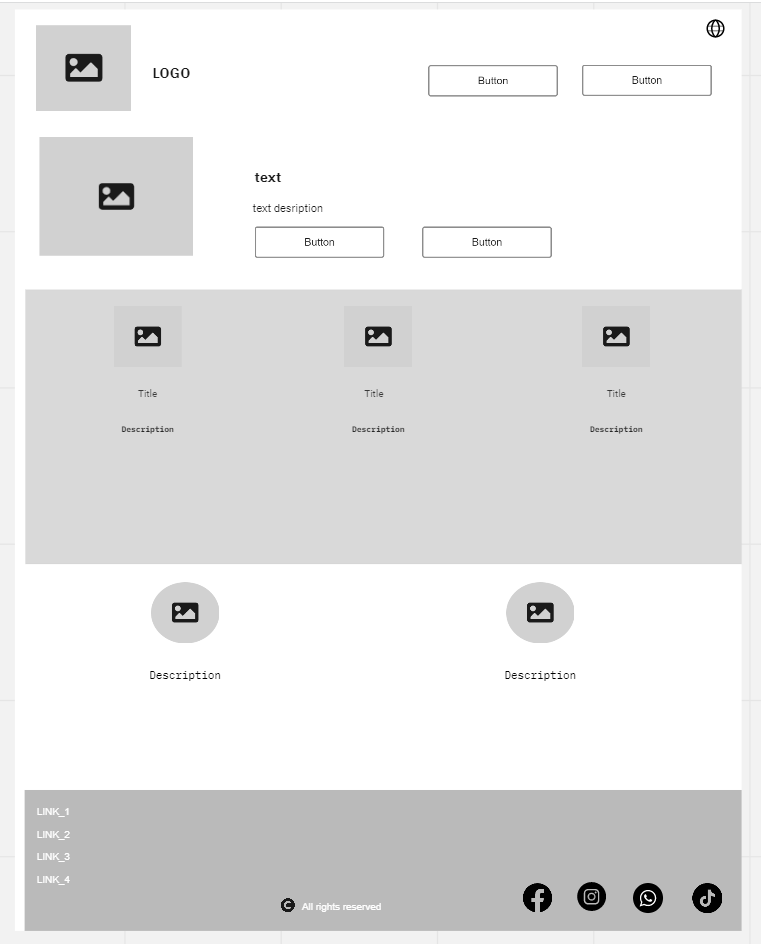 LOGO
Button Button
text
text desription
Button Button
Title Title Title
Description Description Description
Description Description
LINK_1
LINK_2
LINK_3
LINK_4
All rights reserved